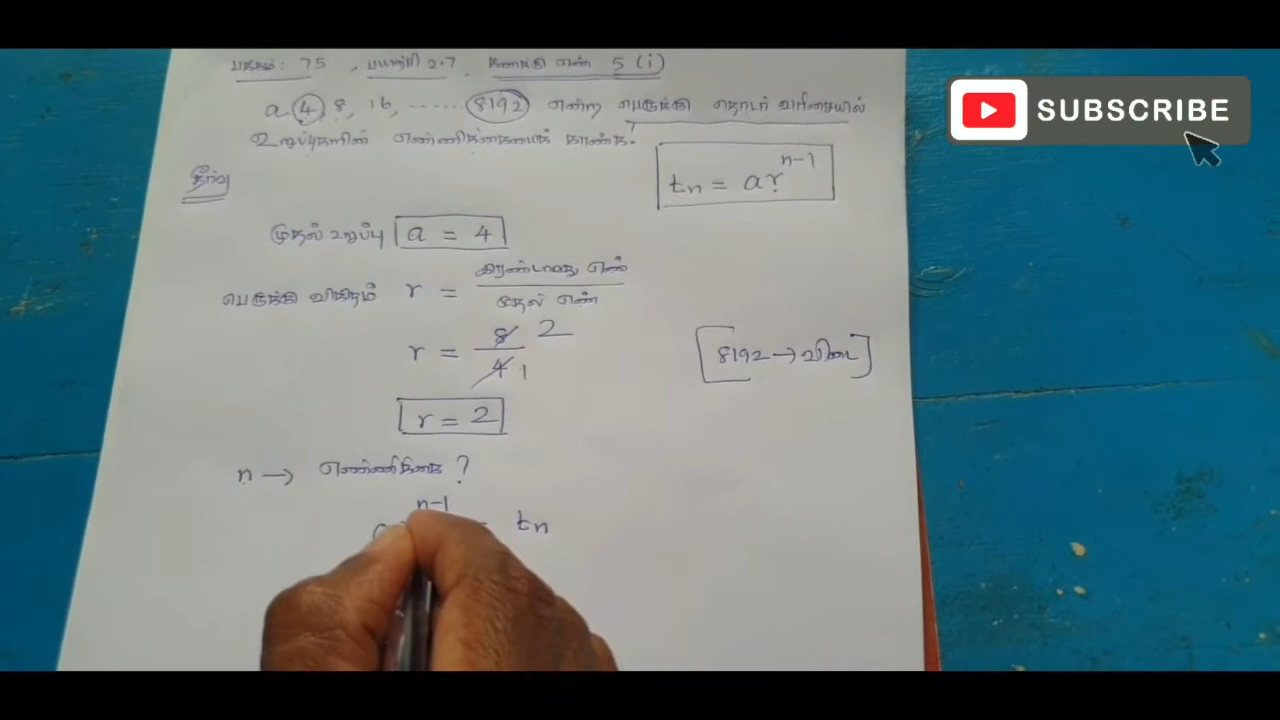 பக்கம்: 75 , பயிற்சி 2.7 , கணக்கு எண் 5 (i)
a 4, 8, 16, ...... 8192 என்ற பெருக்கு தொடர் வரிசையில்
உறுப்புகளின் எண்ணிக்கையைக் காண்க?
தீர்வு
tn = ar^{n-1}
முதல் உறுப்பு a = 4
பெருக்கு விகிதம் r = இரண்டாமது எண் / முதல் எண்
r = 8/4 2 1
[8192 → விடை]
r = 2
n → எண்ணிக்கை ?
n-1
= tn
SUBSCRIBE